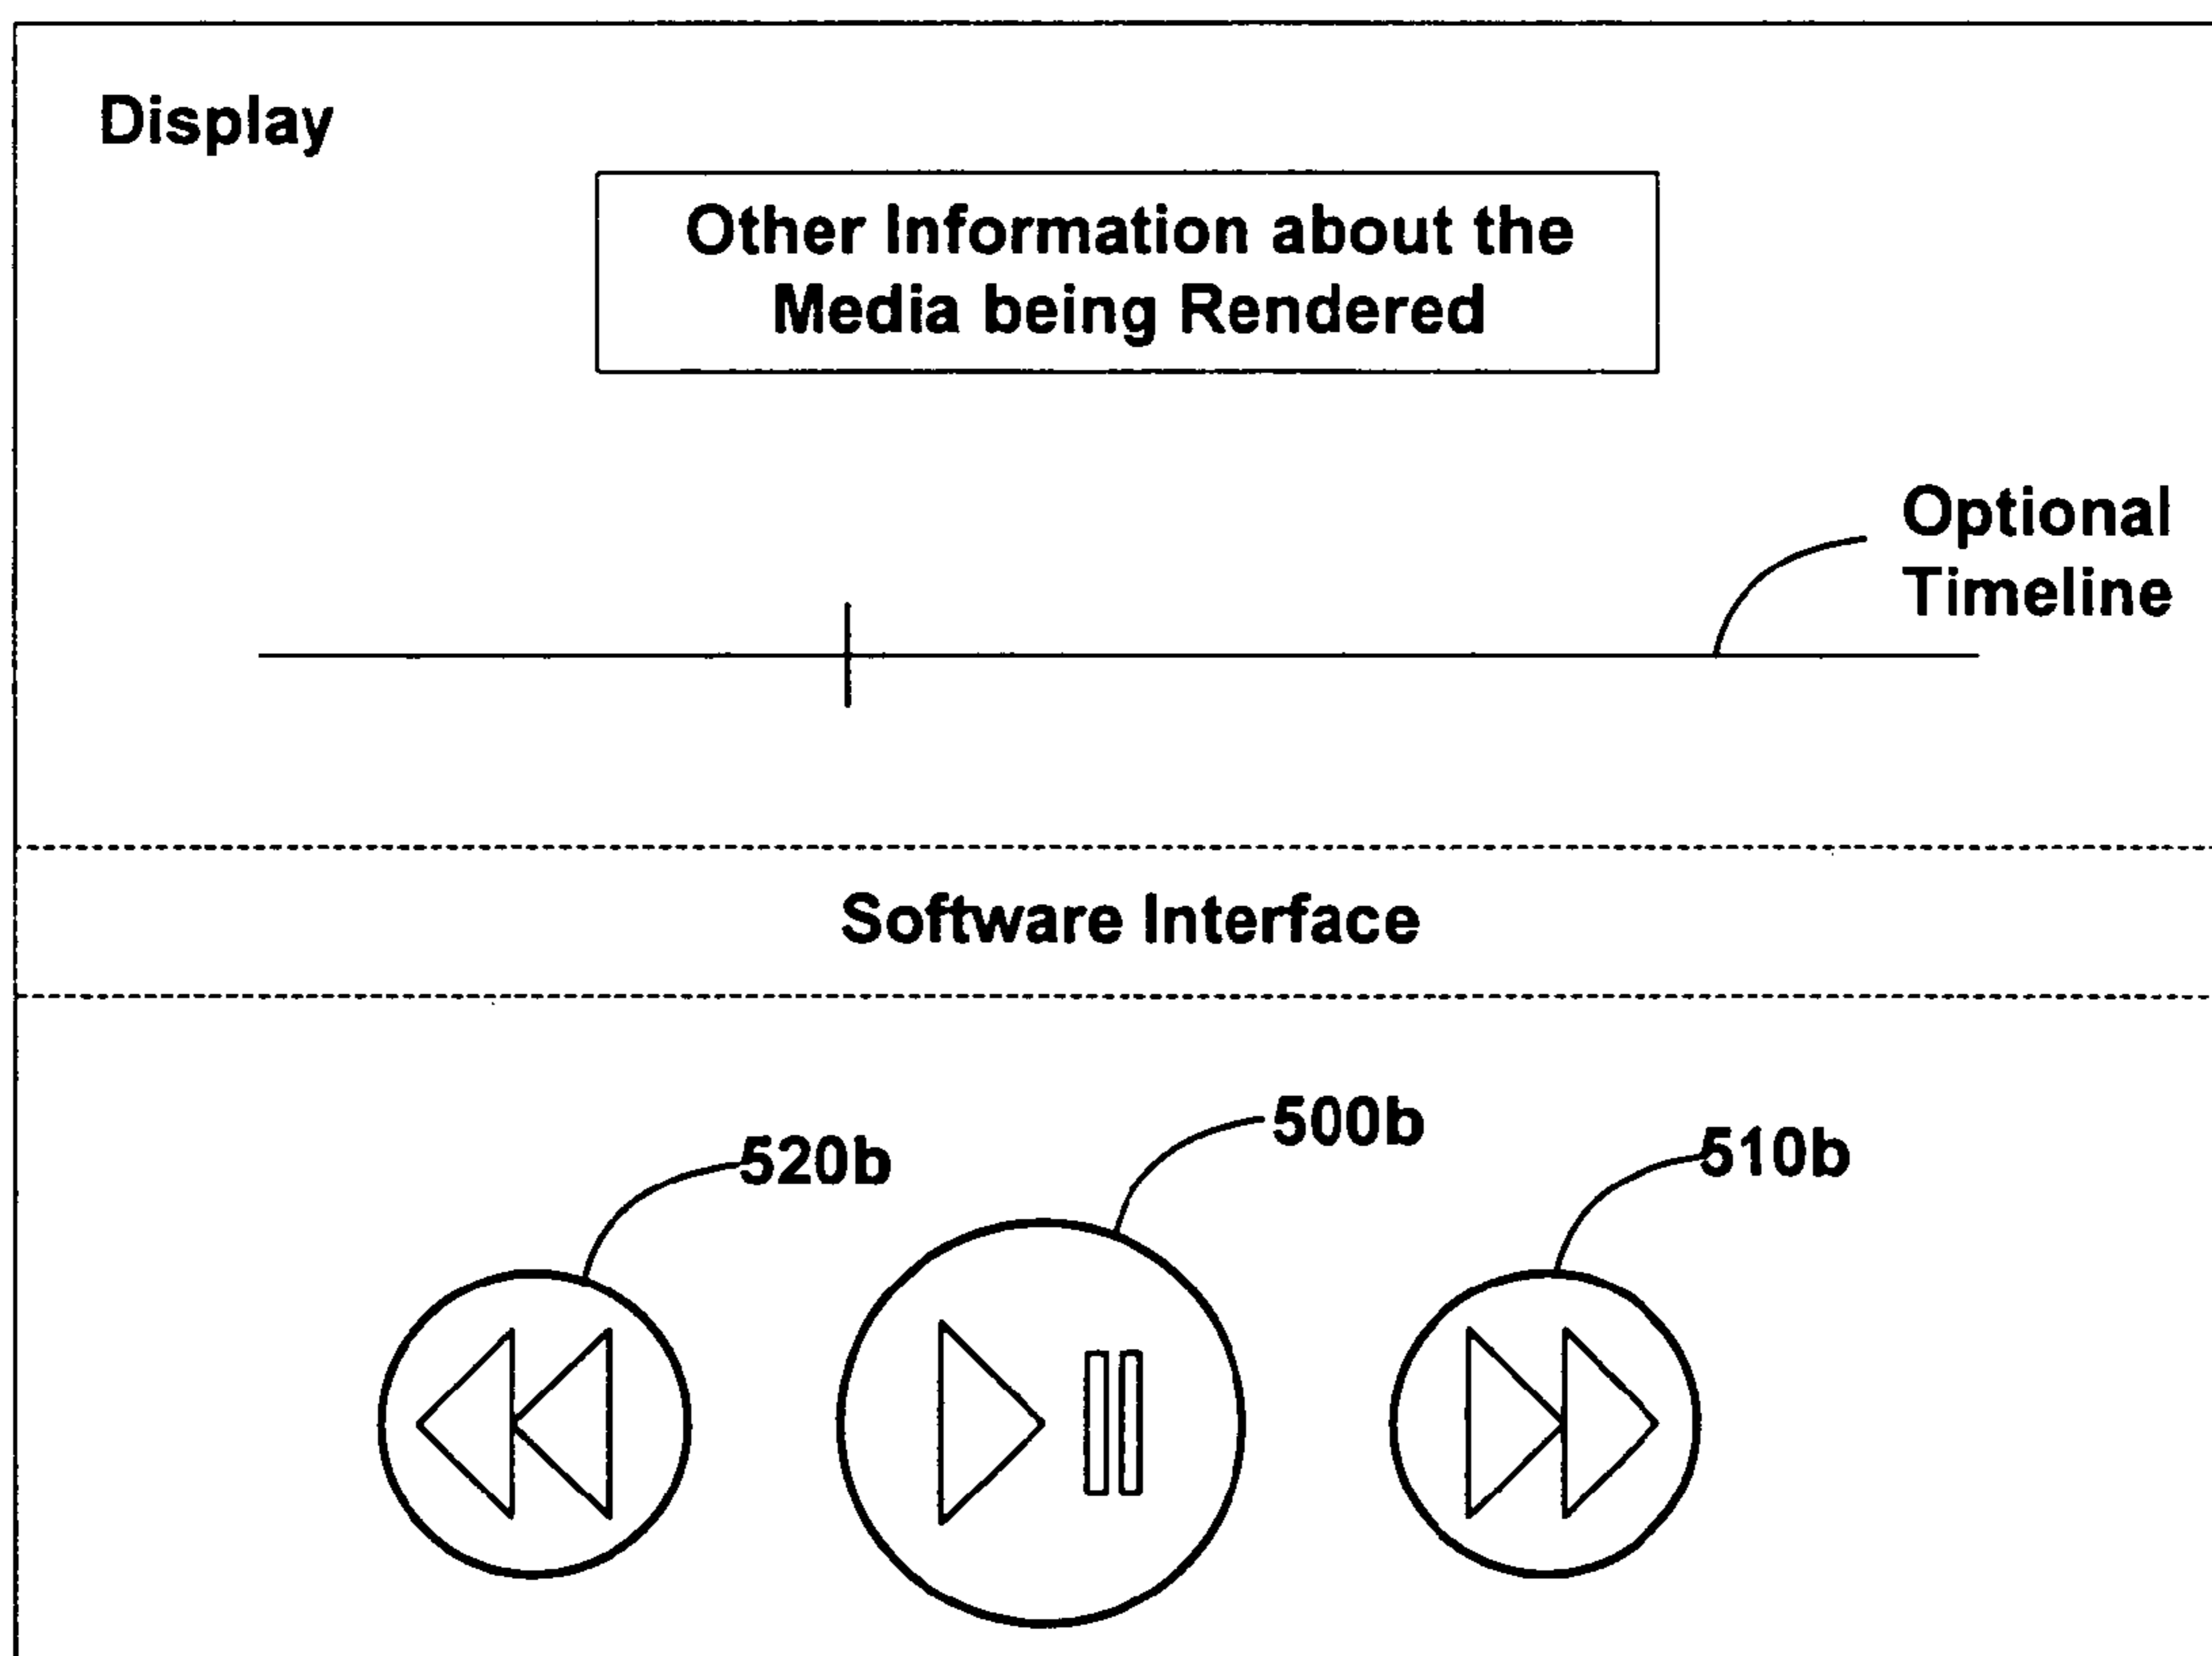 Display
Other Information about the
Media being Rendered
Optional
Timeline
Software Interface
500b
520b
510b